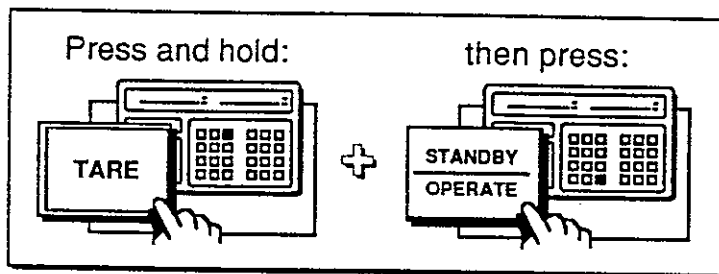 Press and hold:
then press:
TARE
STANDBY
OPERATE